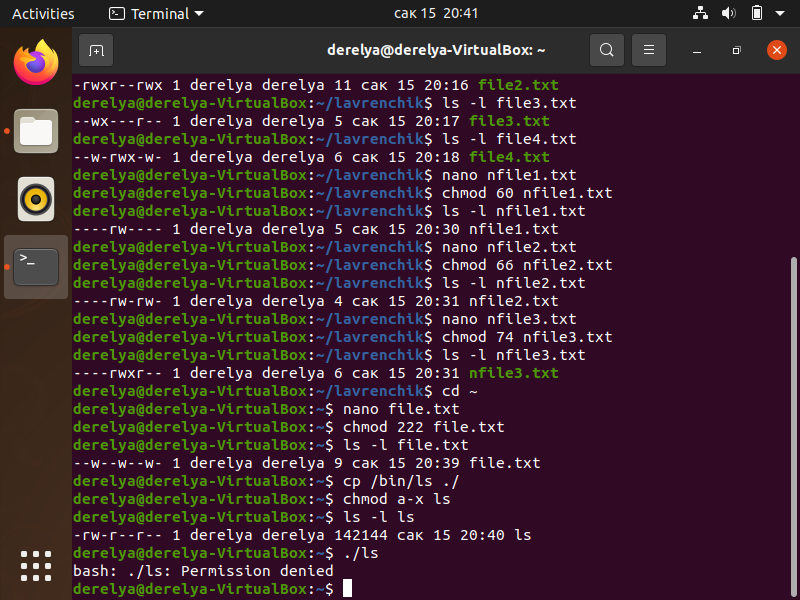 Activities Terminal сак 15 20:41
derelya@derelya-VirtualBox: ~
-rwxr--rwx 1 derelya derelya 11 сак 15 20:16 file2.txt
derelya@derelya-VirtualBox:~/lavrenchik$ ls -l file3.txt
--wx---r-- 1 derelya derelya 5 сак 15 20:17 file3.txt
derelya@derelya-VirtualBox:~/lavrenchik$ ls -l file4.txt
--w-rwx-w- 1 derelya derelya 6 сак 15 20:18 file4.txt
derelya@derelya-VirtualBox:~/lavrenchik$ nano nfile1.txt
derelya@derelya-VirtualBox:~/lavrenchik$ chmod 60 nfile1.txt
derelya@derelya-VirtualBox:~/lavrenchik$ ls -l nfile1.txt
----rw---- 1 derelya derelya 5 сак 15 20:30 nfile1.txt
derelya@derelya-VirtualBox:~/lavrenchik$ nano nfile2.txt
derelya@derelya-VirtualBox:~/lavrenchik$ chmod 66 nfile2.txt
derelya@derelya-VirtualBox:~/lavrenchik$ ls -l nfile2.txt
----rw-rw- 1 derelya derelya 4 сак 15 20:31 nfile2.txt
derelya@derelya-VirtualBox:~/lavrenchik$ nano nfile3.txt
derelya@derelya-VirtualBox:~/lavrenchik$ chmod 74 nfile3.txt
derelya@derelya-VirtualBox:~/lavrenchik$ ls -l nfile3.txt
----rwxr-- 1 derelya derelya 6 сак 15 20:31 nfile3.txt
derelya@derelya-VirtualBox:~/lavrenchik$ cd ~
derelya@derelya-VirtualBox:~$ nano file.txt
derelya@derelya-VirtualBox:~$ chmod 222 file.txt
derelya@derelya-VirtualBox:~$ ls -l file.txt
--w--w--w- 1 derelya derelya 9 сак 15 20:39 file.txt
derelya@derelya-VirtualBox:~$ cp /bin/ls ./
derelya@derelya-VirtualBox:~$ chmod a-x ls
derelya@derelya-VirtualBox:~$ ls -l ls
-rw-r--r-- 1 derelya derelya 142144 сак 15 20:40 ls
derelya@derelya-VirtualBox:~$ ./ls
bash: ./ls: Permission denied
derelya@derelya-VirtualBox:~$